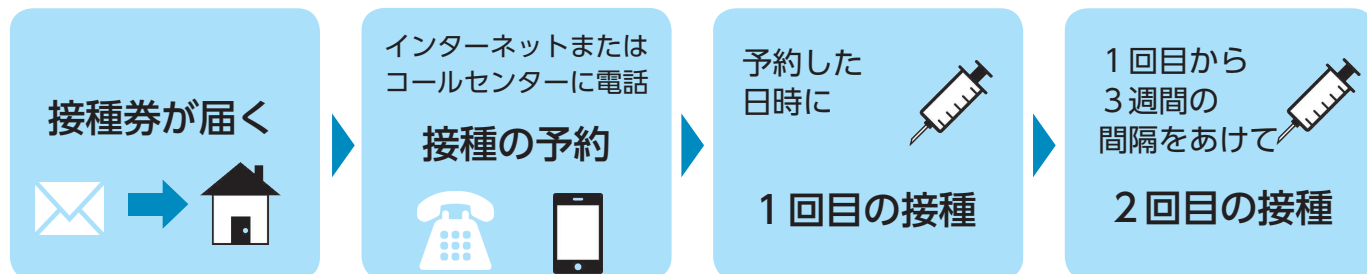 接種券が届く
インターネットまたは
コールセンターに電話
接種の予約
予約した
日時に
１回目の接種
１回目から
３週間の
間隔をあけて
２回目の接種